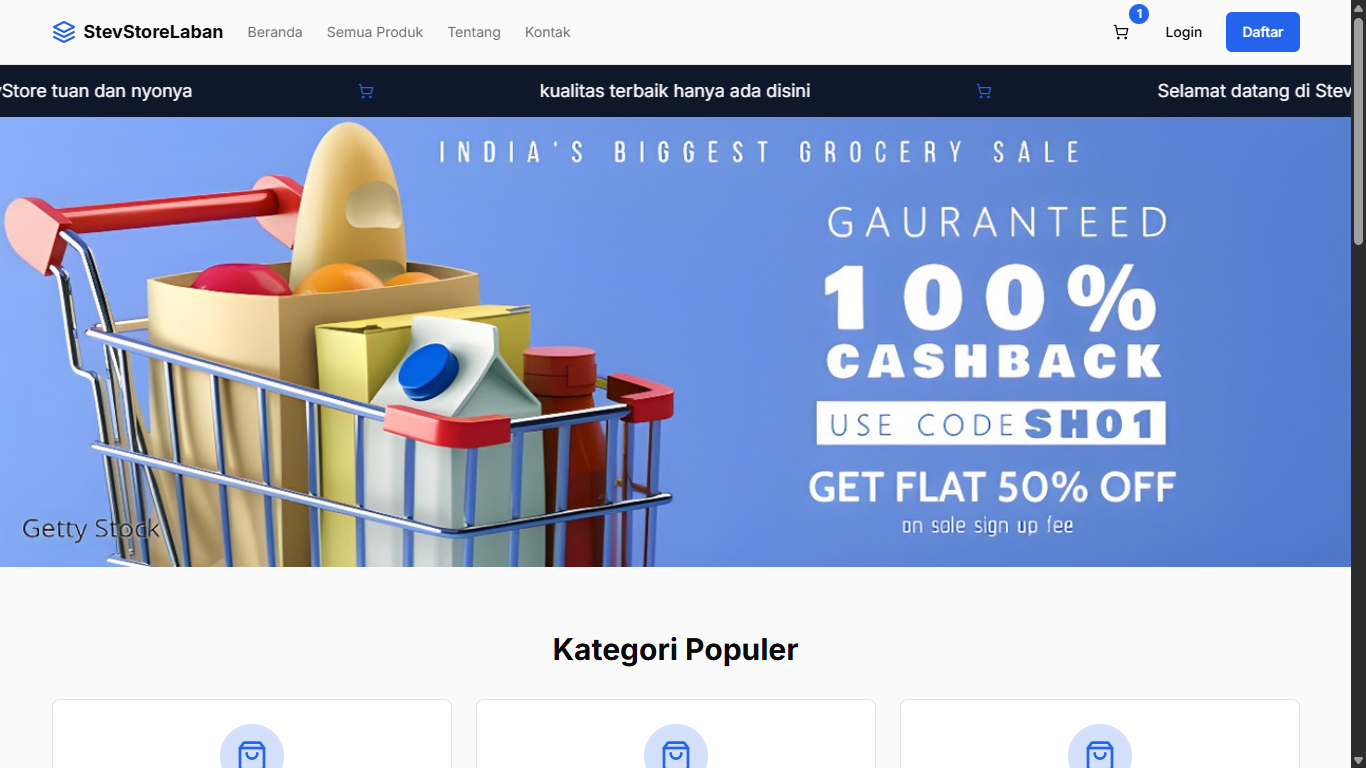 StevStoreLaban Beranda Semua Produk Tentang Kontak 1 Login Daftar
Store tuan dan nyonya kualitas terbaik hanya ada disini Selamat datang di Stev
INDIA'S BIGGEST GROCERY SALE
GAURANTEED
100%
CASHBACK
USE CODE SH01
GET FLAT 50% OFF
on sale sign up fee
Getty Stock
Kategori Populer